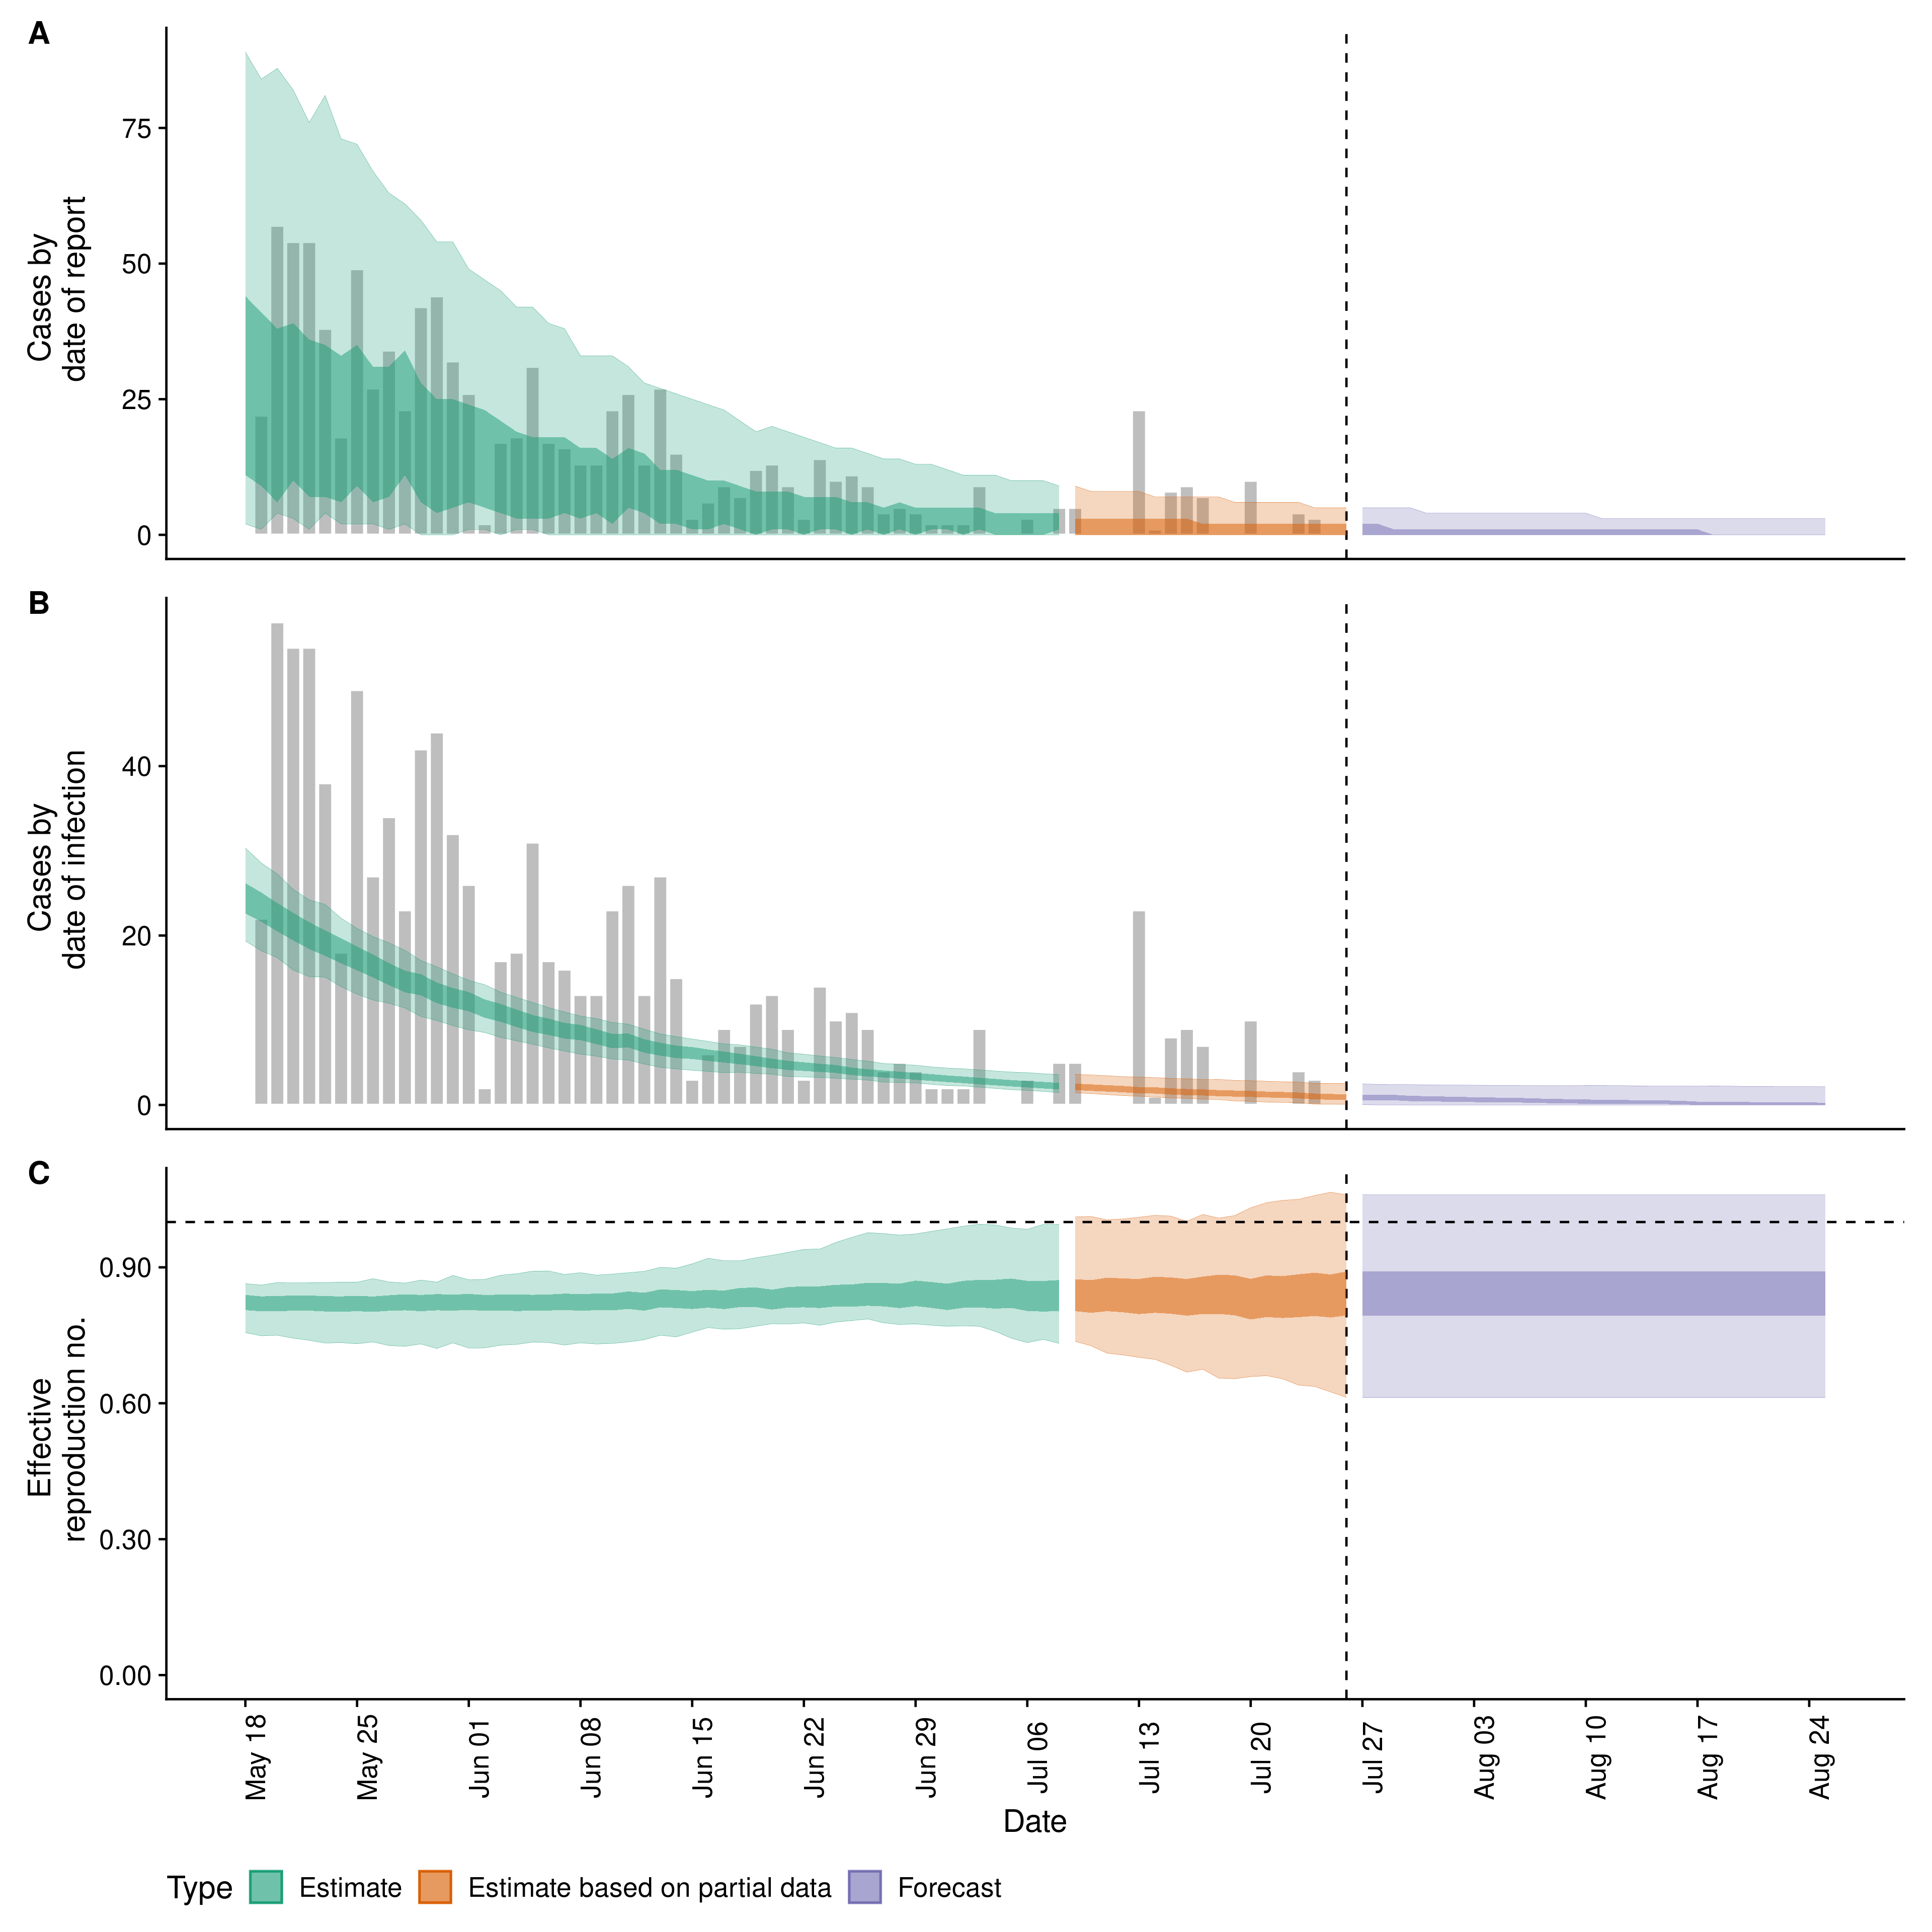 A
Cases by
date of report
75
50
25
0
B
Cases by
date of infection
40
20
0
C
Effective
reproduction no.
0.90
0.60
0.30
0.00
May 18
May 25
Jun 01
Jun 08
Jun 15
Jun 22
Jun 29
Jul 06
Jul 13
Jul 20
Jul 27
Aug 03
Aug 10
Aug 17
Aug 24
Date
Type Estimate Estimate based on partial data Forecast